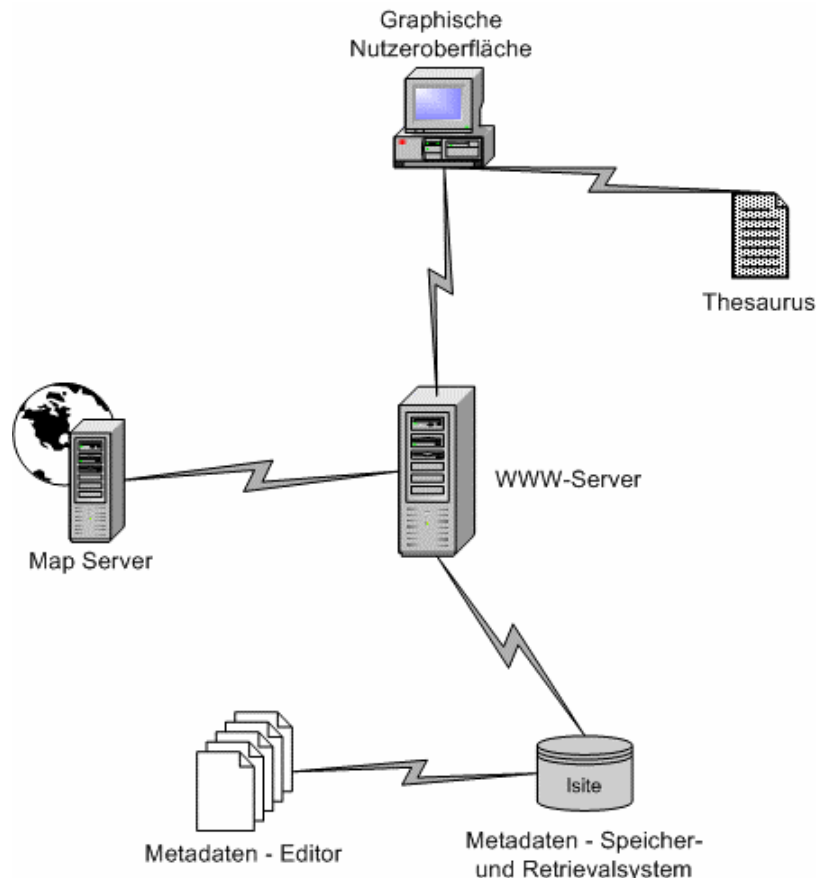 Graphische
Nutzeroberfläche
Thesaurus
WWW-Server
Map Server
Isite
Metadaten - Editor
Metadaten - Speicher-
und Retrievalsystem